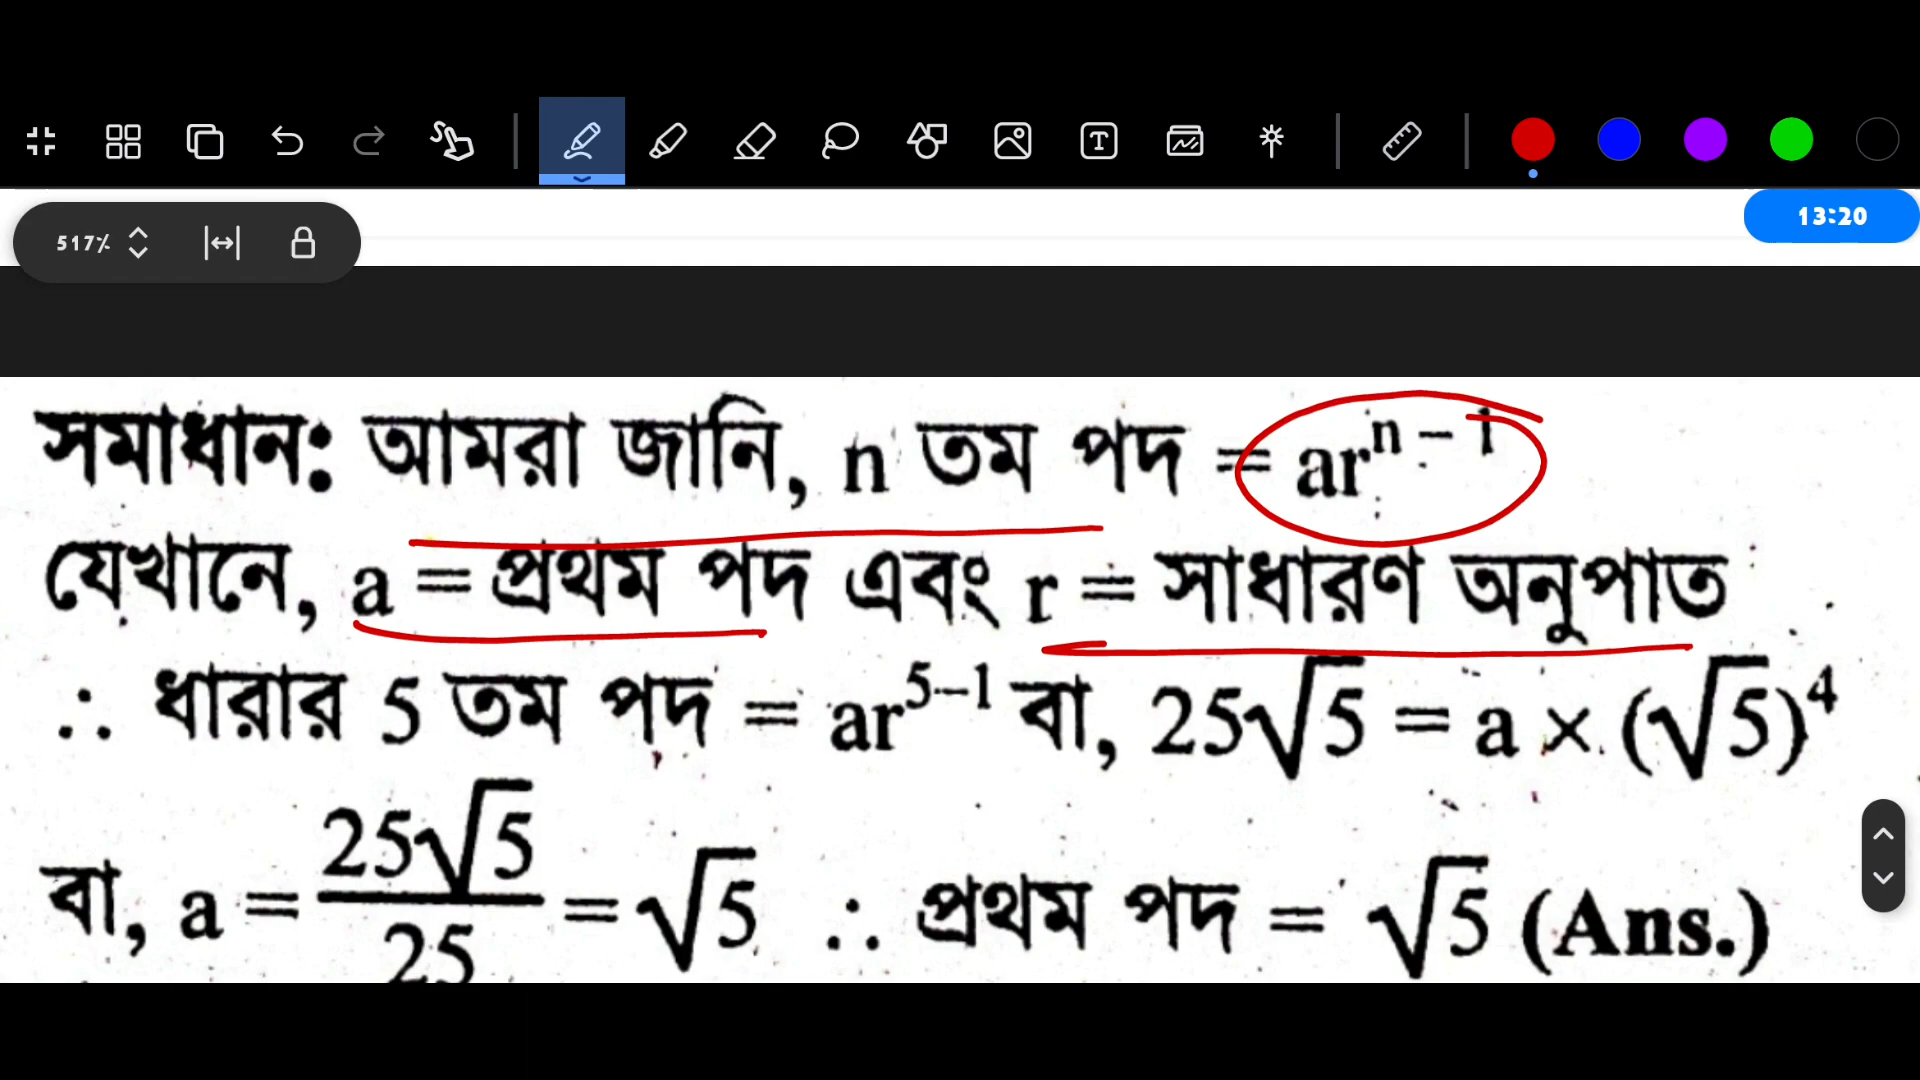 517%
13:20
সমাধান: আমরা জানি, n তম পদ = ar^{n-1}
যেখানে, a = প্রথম পদ এবং r = সাধারণ অনুপাত
∴ ধারার 5 তম পদ = ar^{5-1} বা, 25√5 = a × (√5)^4
বা, a = \frac{25√5}{25} = √5 ∴ প্রথম পদ = √5 (Ans.)